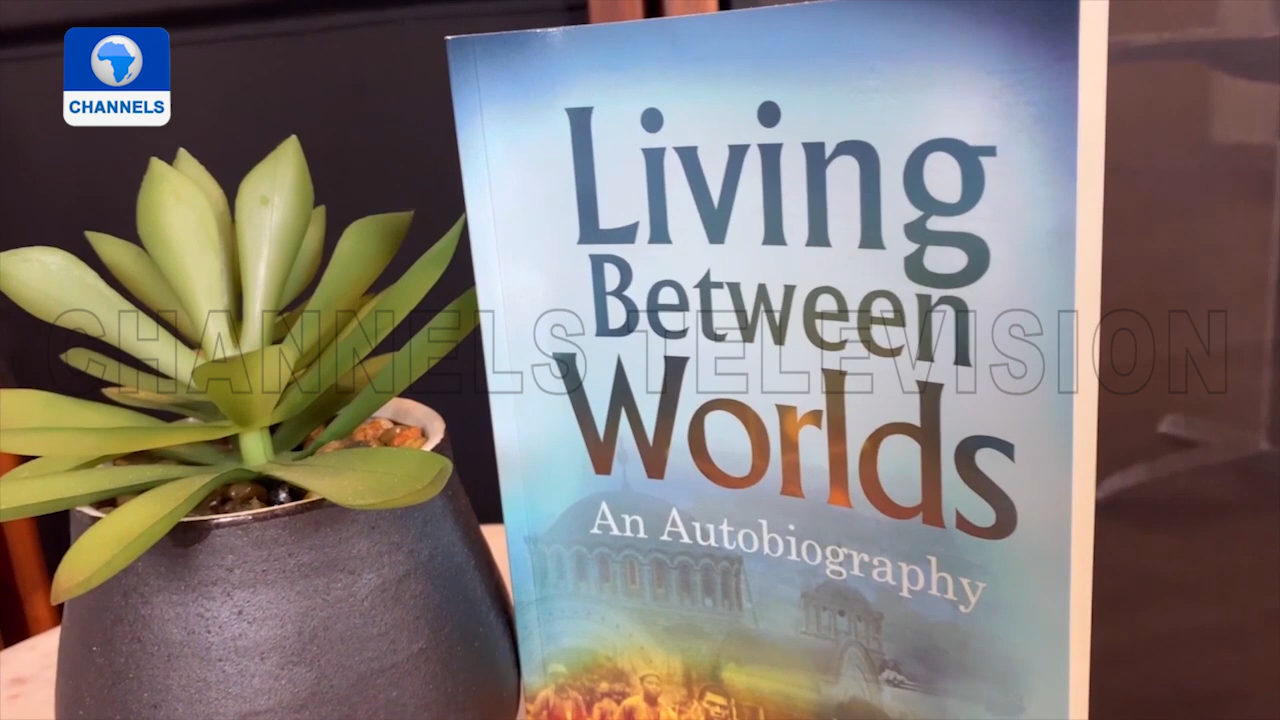 CHANNELS
Living
Between
CHANNELS TELEVISION
Worlds
An Autobiography